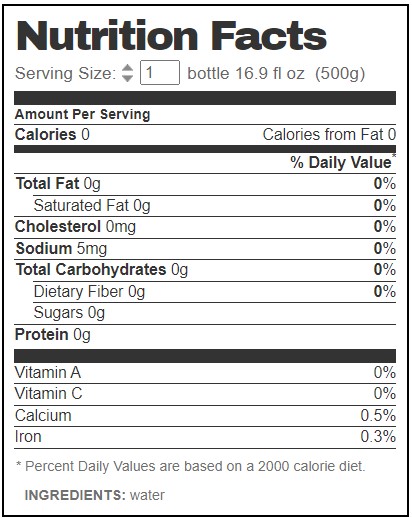 Nutrition Facts
Serving Size: 1 bottle 16.9 fl oz (500g)
Amount Per Serving
Calories 0 Calories from Fat 0
% Daily Value*
Total Fat 0g 0%
Saturated Fat 0g 0%
Cholesterol 0mg 0%
Sodium 5mg 0%
Total Carbohydrates 0g 0%
Dietary Fiber 0g 0%
Sugars 0g
Protein 0g
Vitamin A 0%
Vitamin C 0%
Calcium 0.5%
Iron 0.3%
* Percent Daily Values are based on a 2000 calorie diet.
INGREDIENTS: water